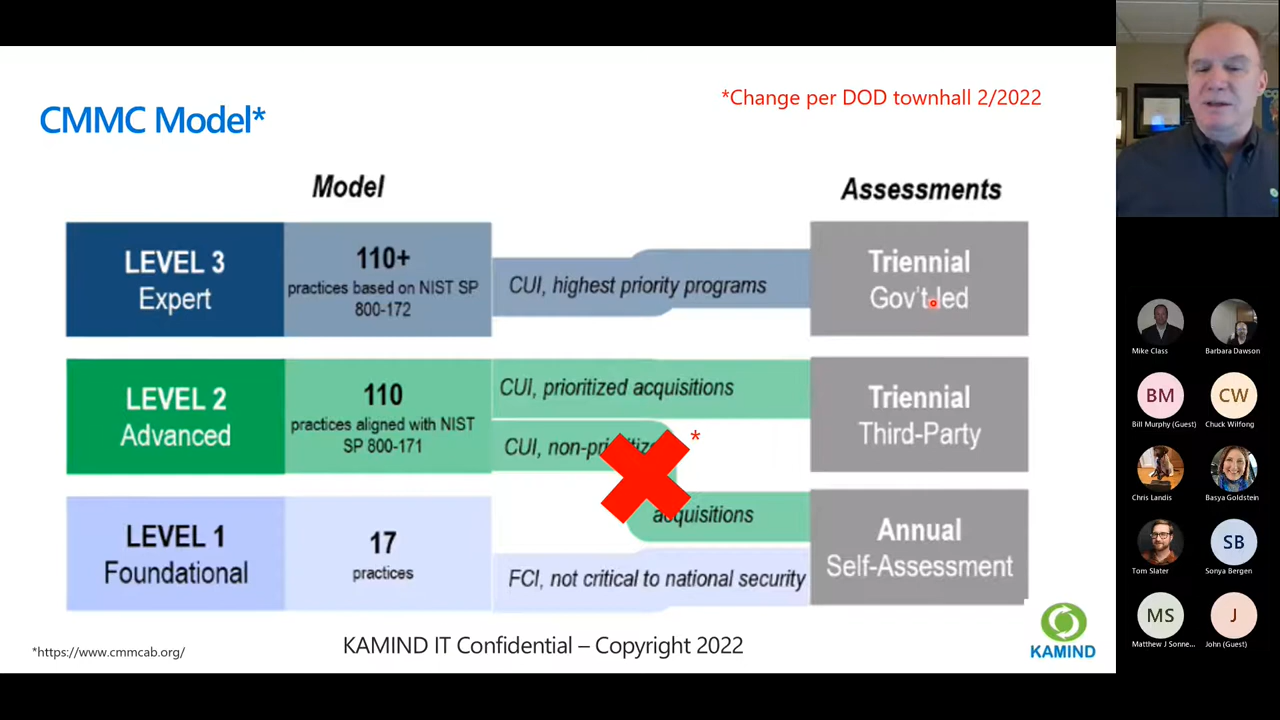 *Change per DOD townhall 2/2022
CMMC Model*
Model
Assessments
LEVEL 3
Expert
110+
practices based on NIST SP
800-172
CUI, highest priority programs
Triennial
Gov't led
LEVEL 2
Advanced
110
practices aligned with NIST
SP 800-171
CUI, prioritized acquisitions
CUI, non-prioritize
*
acquisitions
Triennial
Third-Party
LEVEL 1
Foundational
17
practices
FCI, not critical to national security
Annual
Self-Assessment
*https://www.cmmcab.org/
KAMIND IT Confidential – Copyright 2022
KAMIND
Mike Class
Barbara Dawson
BM
CW
Bill Murphy (Guest)
Chuck Wilfong
Chris Landis
Basya Goldstein
SB
Tom Slater
Sonya Bergen
MS
J
Matthew J Sonne...
John (Guest)